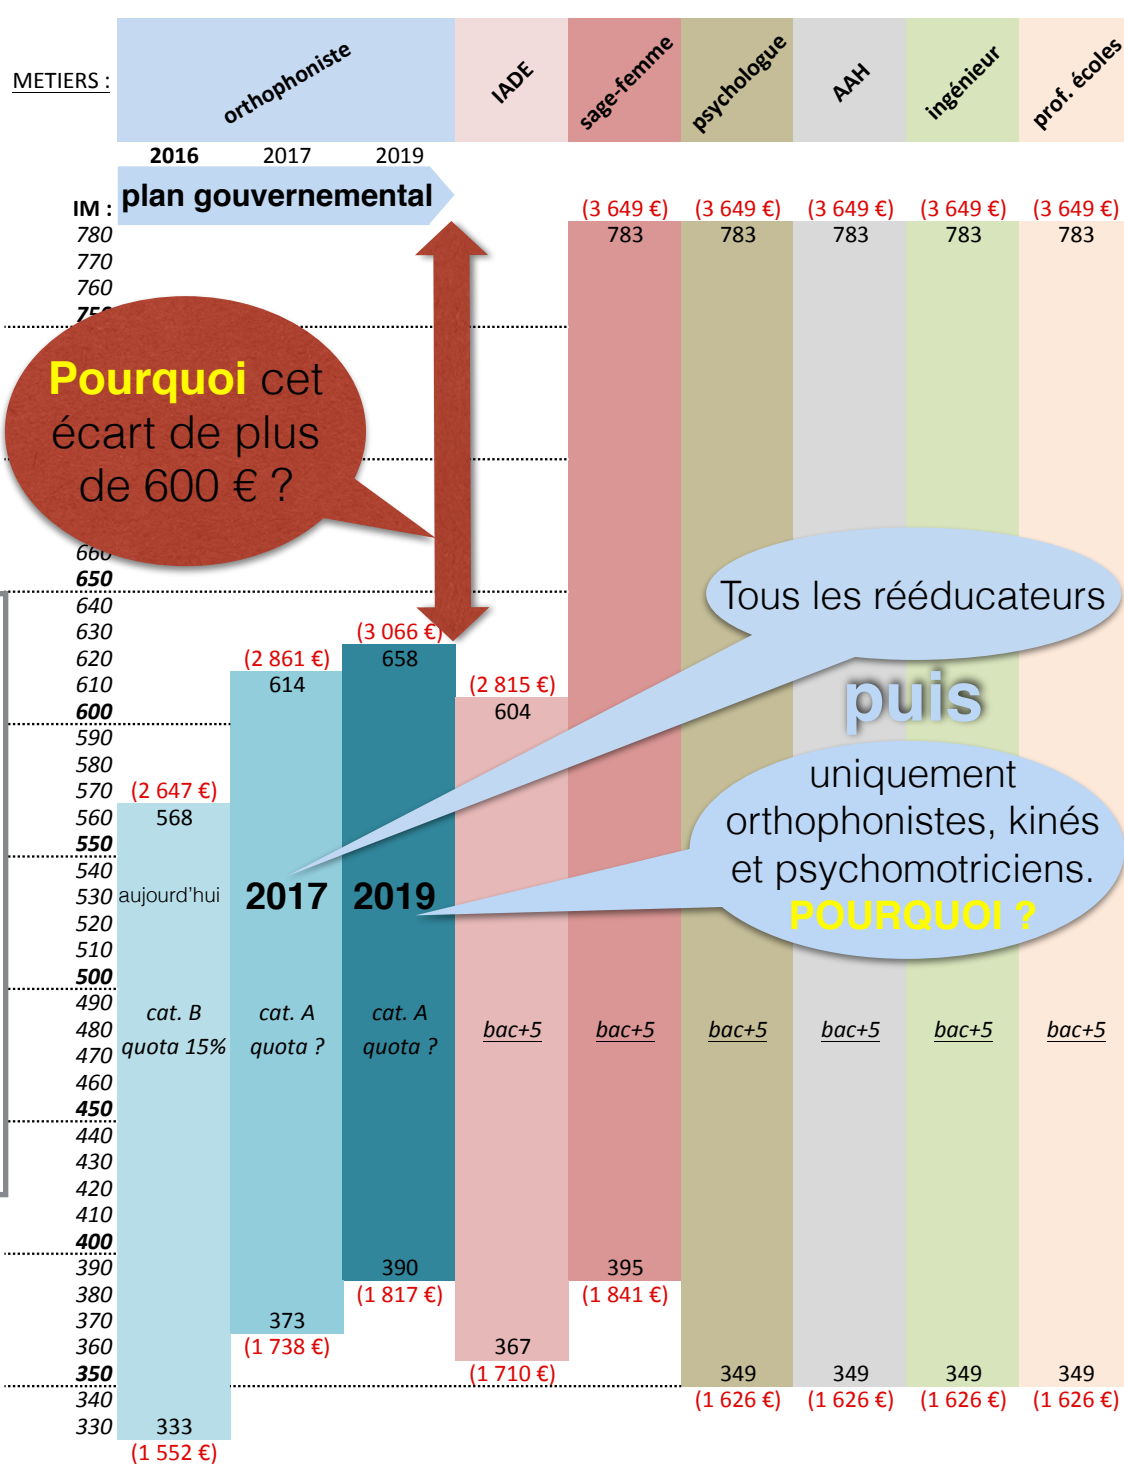 METIERS :
orthophoniste
IADE
sage-femme
psychologue
AAH
ingénieur
prof. écoles
2016 2017 2019
plan gouvernemental
IM :
(3 649 €) (3 649 €) (3 649 €) (3 649 €) (3 649 €)
780 783 783 783 783 783
770
760
Pourquoi cet
écart de plus
de 600 € ?
660
650
Tous les rééducateurs
640
630 (3 066 €)
620 (2 861 €) 658
610 614 (2 815 €)
puis
600 604
590
580
570 (2 647 €)
560 568
uniquement
orthophonistes, kinés
et psychomotriciens.
POURQUOI ?
550
540
530 aujourd'hui 2017 2019
520
510
500
490 cat. B cat. A cat. A
480 bac+5 bac+5 bac+5 bac+5 bac+5 bac+5
470 quota 15% quota ? quota ?
460
450
440
430
420
410
400
390 390 395
380 (1 817 €) (1 841 €)
370 373
360 (1 738 €) 367
350 (1 710 €) 349 349 349 349
340 (1 626 €) (1 626 €) (1 626 €) (1 626 €)
330 333
(1 552 €)